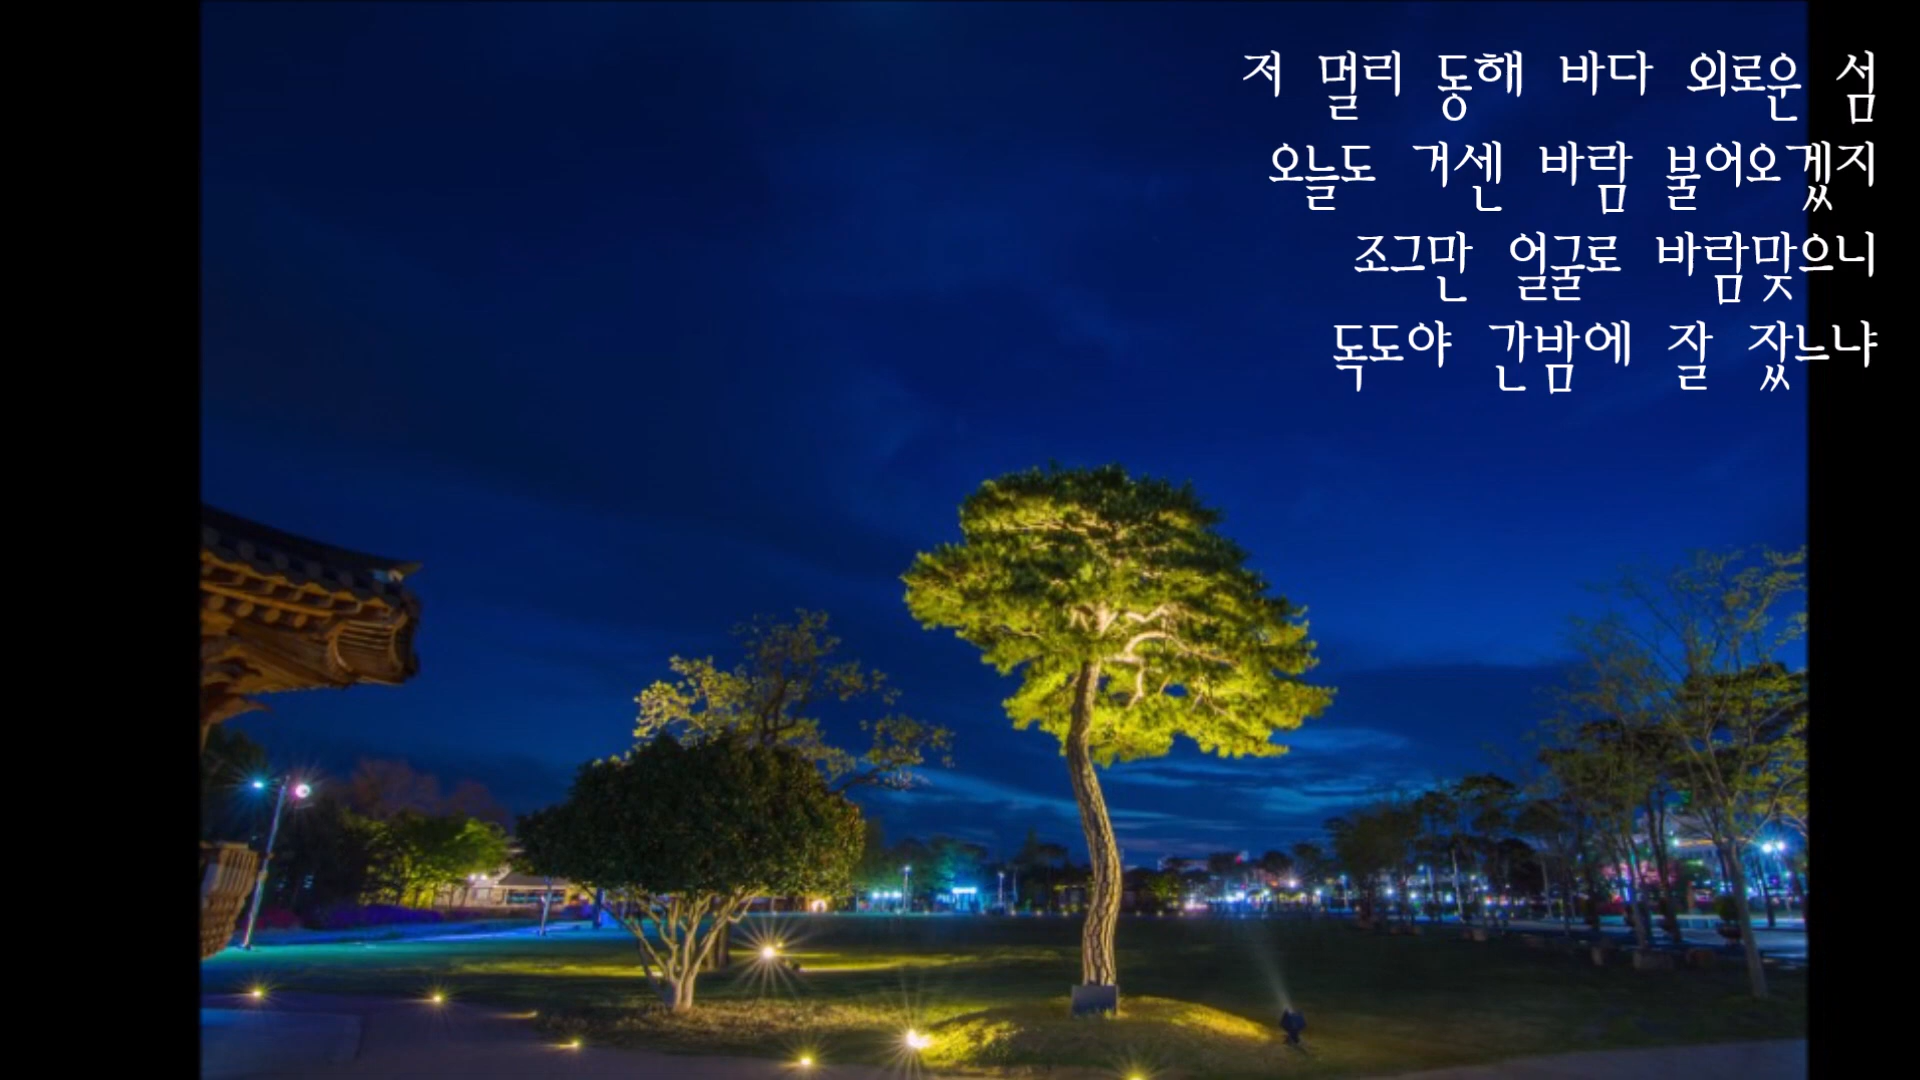 저 멀리 동해 바다 외로운 섬
오늘도 거센 바람 불어오겠지
조그만 얼굴로 바람맞으니
독도야 간밤에 잘 잤느냐